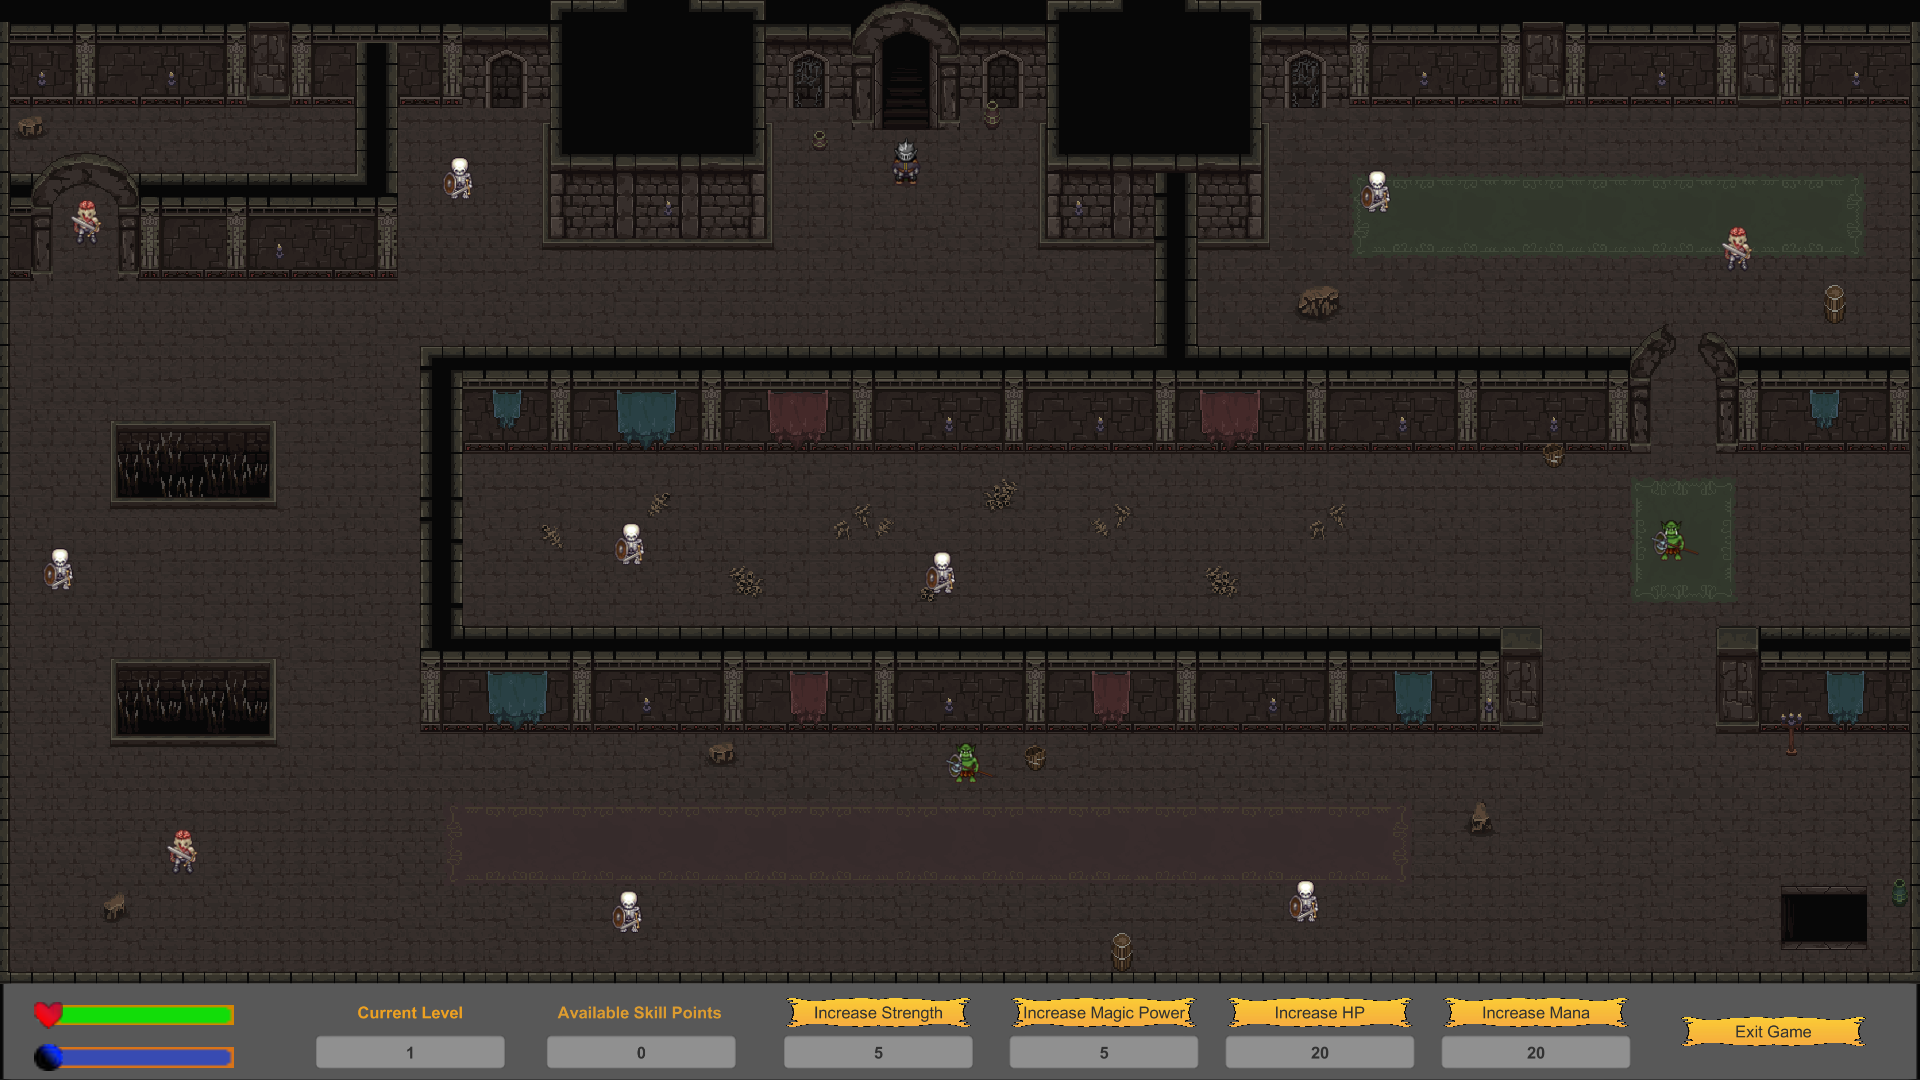 Current Level
1
Available Skill Points
0
Increase Strength
5
Increase Magic Power
5
Increase HP
20
Increase Mana
20
Exit Game